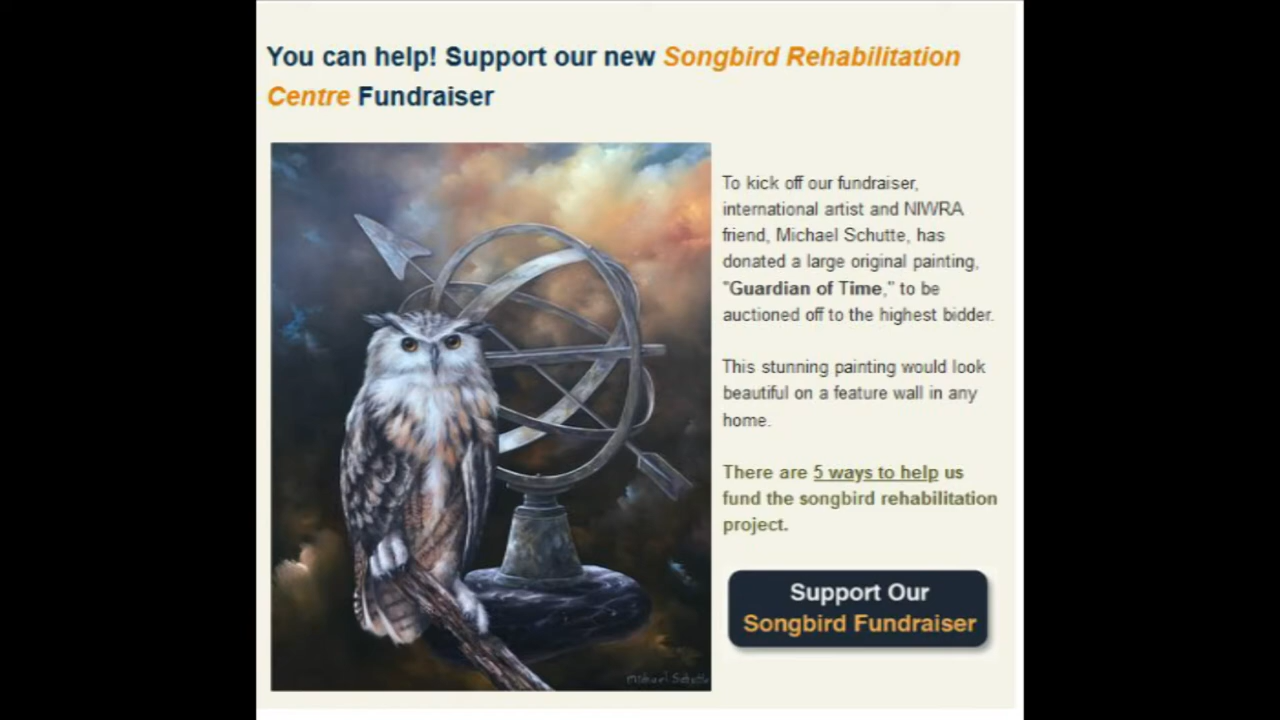 You can help! Support our new Songbird Rehabilitation
Centre Fundraiser
To kick off our fundraiser,
international artist and NIWRA
friend, Michael Schutte, has
donated a large original painting,
"Guardian of Time," to be
auctioned off to the highest bidder.
This stunning painting would look
beautiful on a feature wall in any
home.
There are 5 ways to help us
fund the songbird rehabilitation
project.
Support Our
Songbird Fundraiser
Michael Schutte